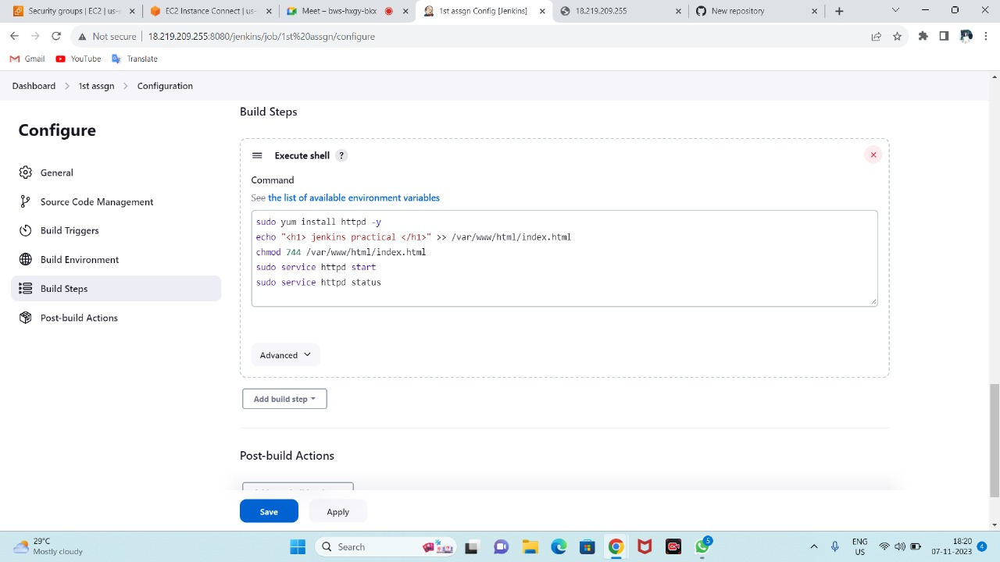 Security groups | EC2 | us-e
EC2 Instance Connect | us-e
Meet – bws-hxgy-bkx
1st assgn Config [Jenkins]
18.219.209.255
New repository
Not secure
18.219.209.255:8080/jenkins/job/1st%20assgn/configure
Gmail
YouTube
Translate
Dashboard
1st assgn
Configuration
Configure
General
Source Code Management
Build Triggers
Build Environment
Build Steps
Post-build Actions
Build Steps
Execute shell ?
Command
See the list of available environment variables
sudo yum install httpd -y
echo "<h1> jenkins practical </h1>" >> /var/www/html/index.html
chmod 744 /var/www/html/index.html
sudo service httpd start
sudo service httpd status
Advanced
Add build step
Post-build Actions
Save
Apply
29°C
Mostly cloudy
Search
5
ENG
US
18:20
07-11-2023
4